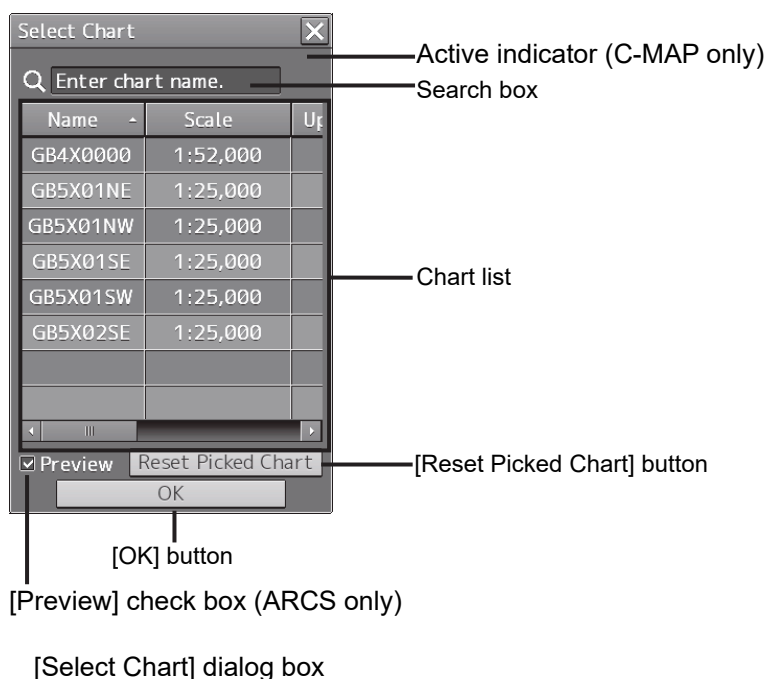 Select Chart
Active indicator (C-MAP only)
Enter chart name.
Search box
Name Scale Up
GB4X0000 1:52,000
GB5X01NE 1:25,000
GB5X01NW 1:25,000
GB5X01SE 1:25,000
Chart list
GB5X01SW 1:25,000
GB5X02SE 1:25,000
Preview Reset Picked Chart
[Reset Picked Chart] button
OK
[OK] button
[Preview] check box (ARCS only)
[Select Chart] dialog box